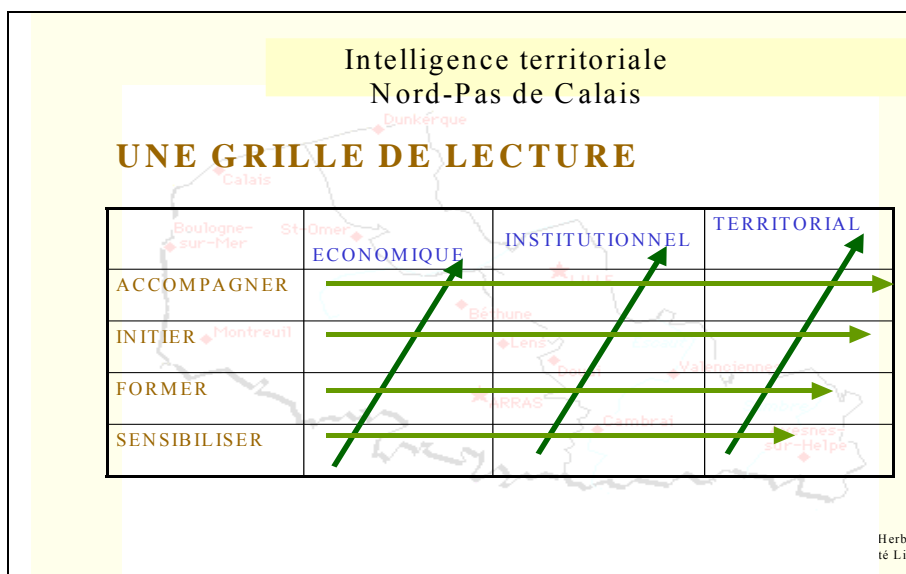 Intelligence territoriale
Nord-Pas de Calais
Dunkerque
UNE GRILLE DE LECTURE
Calais
TERRITORIAL
Boulogne-
sur-Mer
St-Omer
INSTITUTIONNEL
ECONOMIQUE
LILLE
ACCOMPAGNER
Béthune
INITIER
Montreuil
Lens
FORMER
ARRAS
Cambrai
SENSIBILISER
sur-Helpe